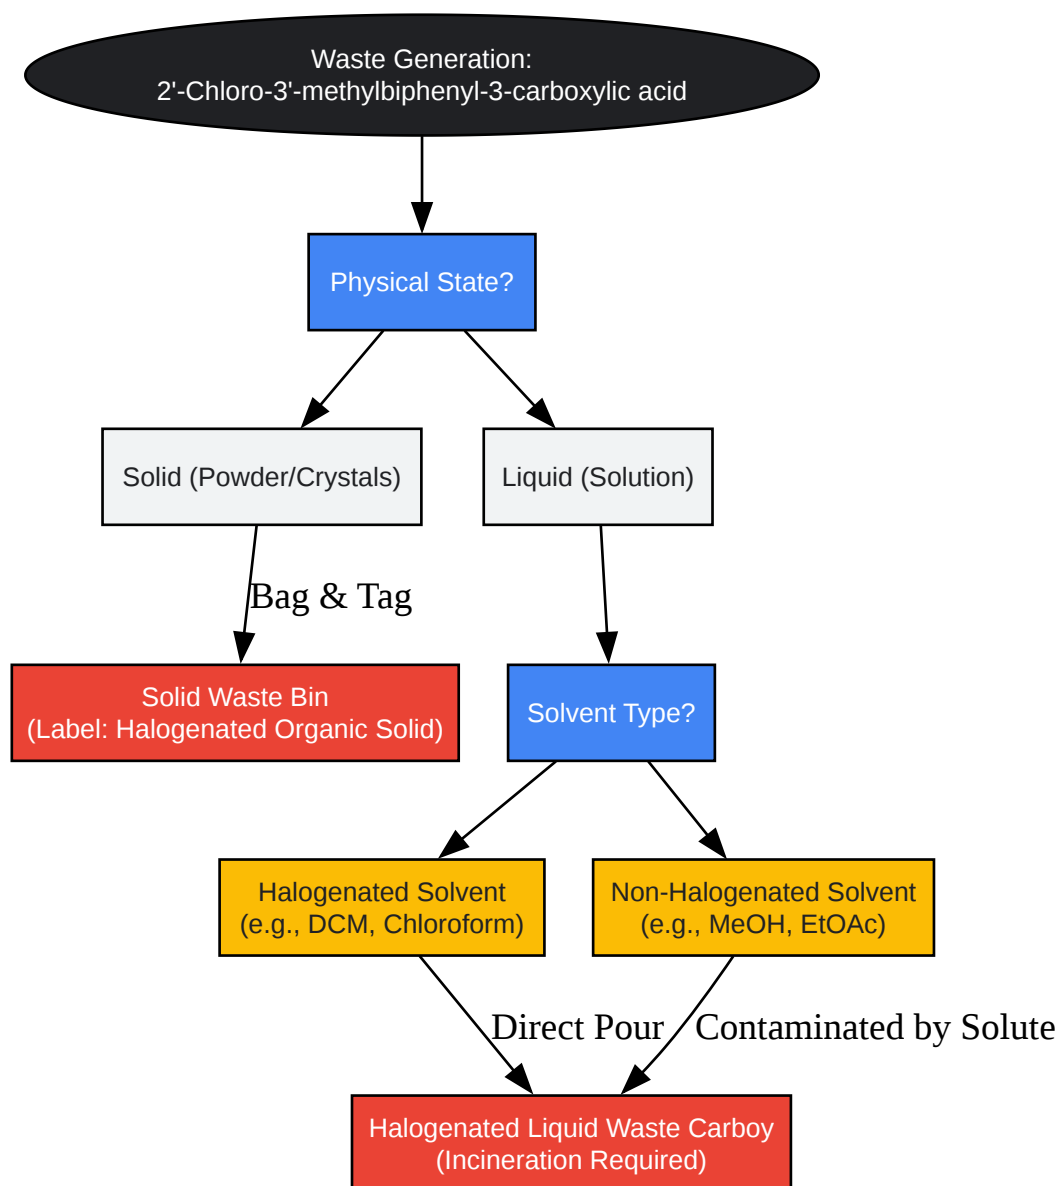 Waste Generation:
2'-Chloro-3'-methylbiphenyl-3-carboxylic acid
Physical State?
Solid (Powder/Crystals)
Liquid (Solution)
Bag & Tag
Solid Waste Bin
(Label: Halogenated Organic Solid)
Solvent Type?
Halogenated Solvent
(e.g., DCM, Chloroform)
Non-Halogenated Solvent
(e.g., MeOH, EtOAc)
Direct Pour
Contaminated by Solute
Halogenated Liquid Waste Carboy
(Incineration Required)